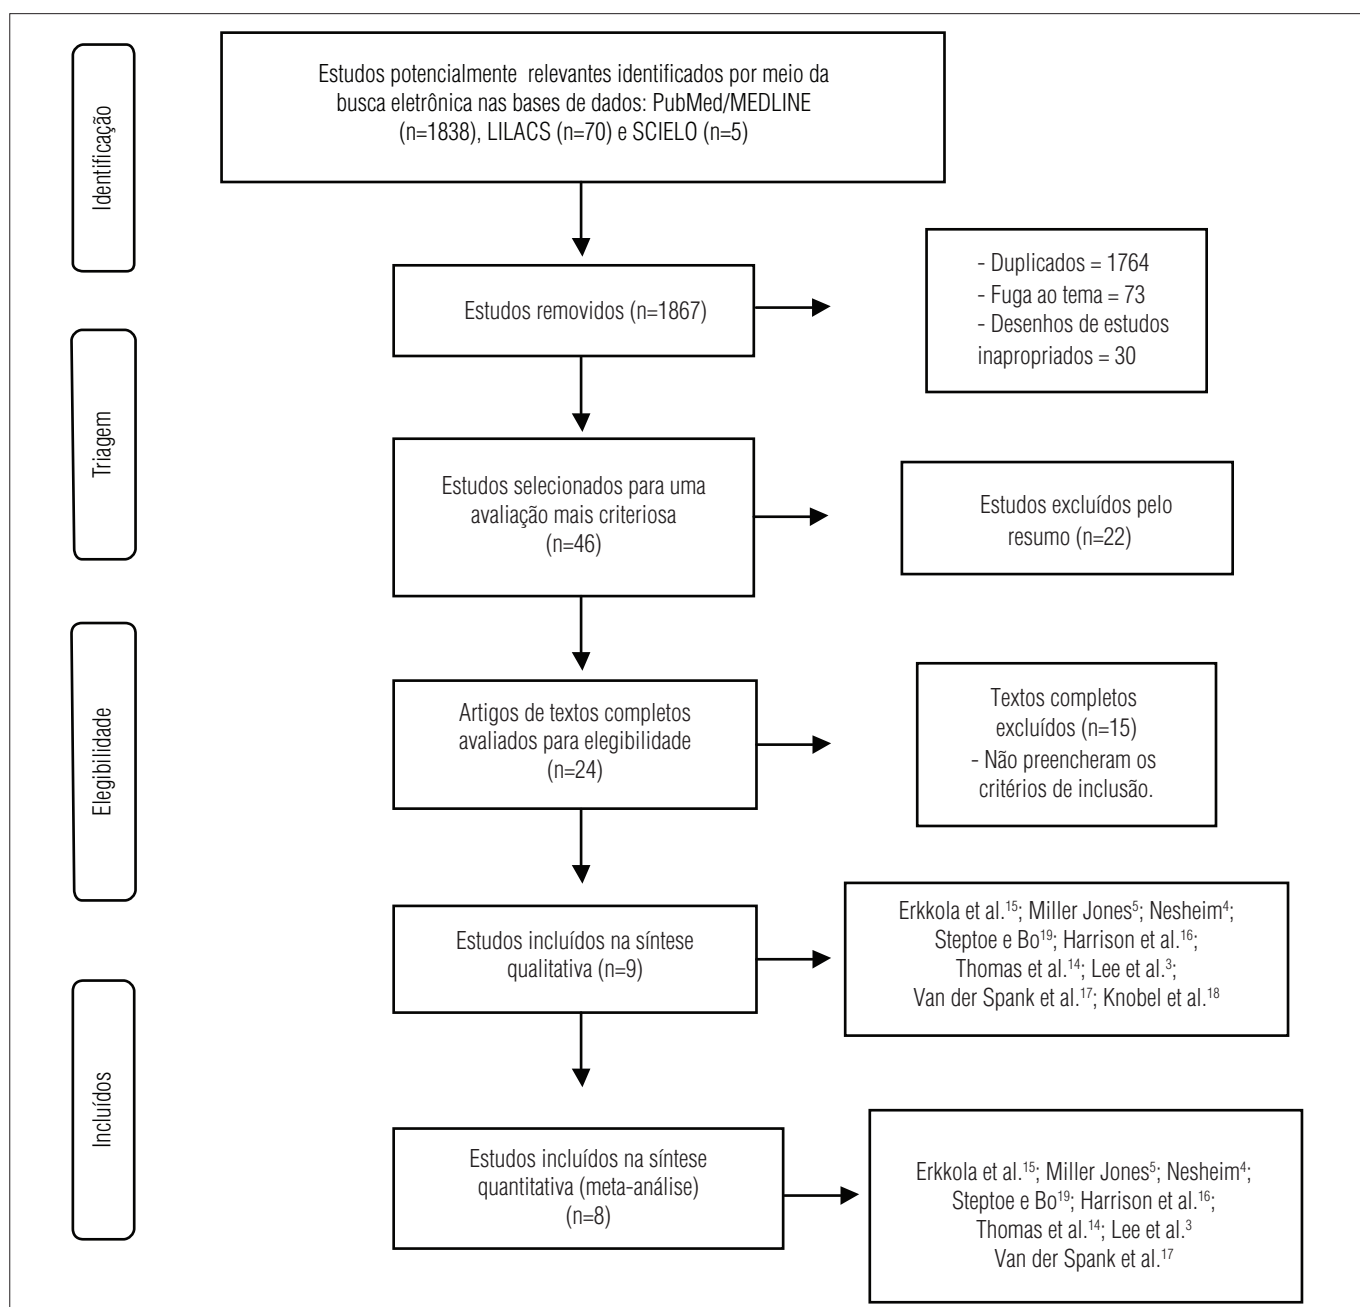 Identificação
Estudos potencialmente relevantes identificados por meio da
busca eletrônica nas bases de dados: PubMed/MEDLINE
(n=1838), LILACS (n=70) e SCIELO (n=5)
Estudos removidos (n=1867)
- Duplicados = 1764
- Fuga ao tema = 73
- Desenhos de estudos
inapropriados = 30
Triagem
Estudos selecionados para uma
avaliação mais criteriosa
(n=46)
Estudos excluídos pelo
resumo (n=22)
Elegibilidade
Artigos de textos completos
avaliados para elegibilidade
(n=24)
Textos completos
excluídos (n=15)
- Não preencheram os
critérios de inclusão.
Estudos incluídos na síntese
qualitativa (n=9)
Erkkola et al.15; Miller Jones5; Nesheim4;
Steptoe e Bo19; Harrison et al.16;
Thomas et al.14; Lee et al.3;
Van der Spank et al.17; Knobel et al.18
Incluídos
Estudos incluídos na síntese
quantitativa (meta-análise)
(n=8)
Erkkola et al.15; Miller Jones5; Nesheim4;
Steptoe e Bo19; Harrison et al.16;
Thomas et al.14; Lee et al.3
Van der Spank et al.17